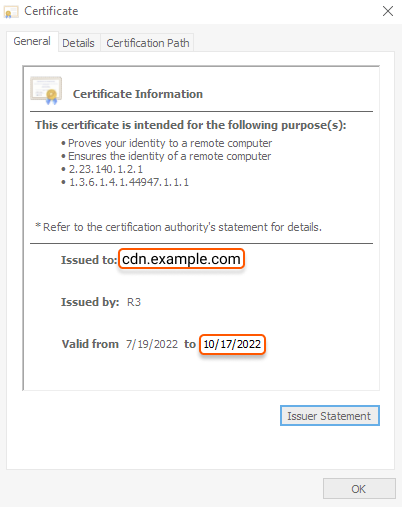 Certificate
General Details Certification Path
Certificate Information
This certificate is intended for the following purpose(s):
• Proves your identity to a remote computer
• Ensures the identity of a remote computer
• 2.23.140.1.2.1
• 1.3.6.1.4.1.44947.1.1.1
* Refer to the certification authority's statement for details.
Issued to: cdn.example.com
Issued by: R3
Valid from 7/19/2022 to 10/17/2022
Issuer Statement
OK